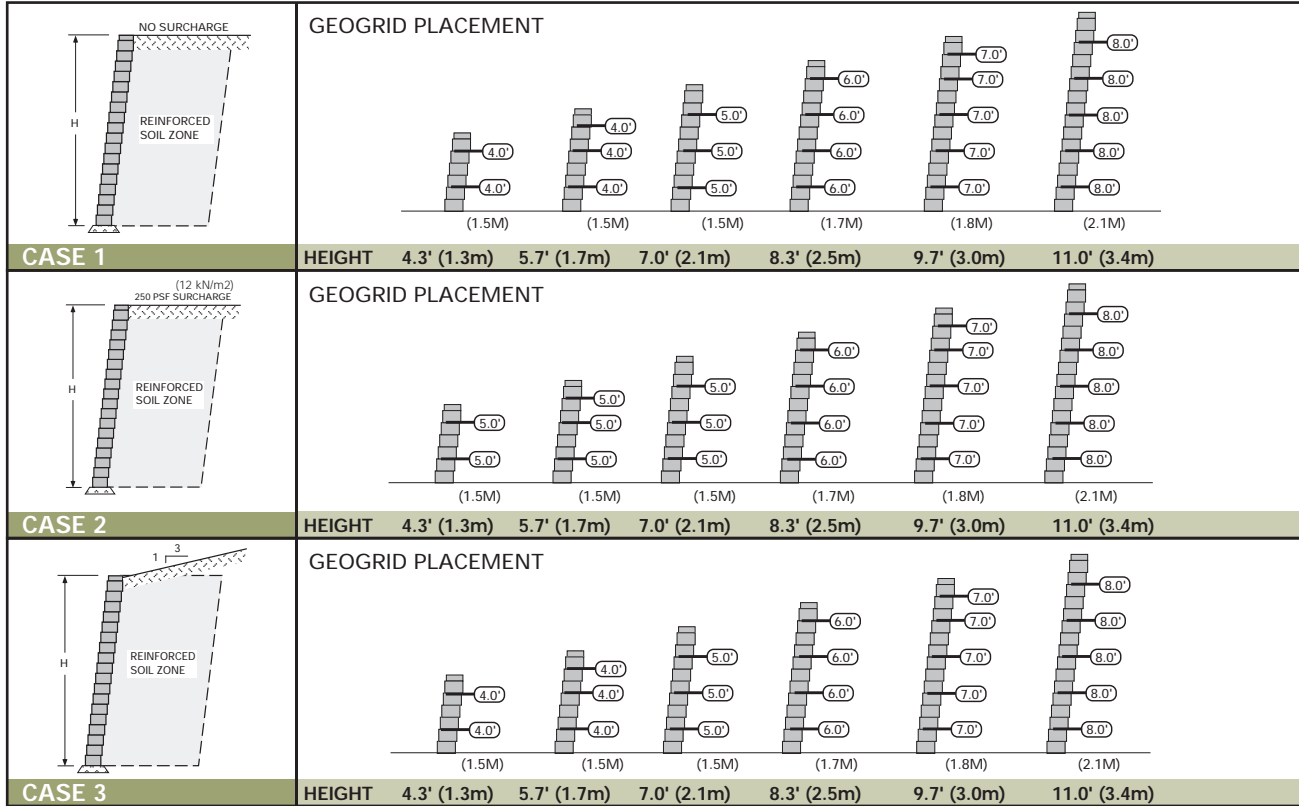 NO SURCHARGE
H
REINFORCED
SOIL ZONE
CASE 1
GEOGRID PLACEMENT
4.0'
4.0'
4.0'
4.0'
4.0'
5.0'
5.0'
5.0'
6.0'
6.0'
6.0'
6.0'
7.0'
7.0'
7.0'
7.0'
7.0'
8.0'
8.0'
8.0'
8.0'
8.0'
(1.5M) (1.5M) (1.5M) (1.7M) (1.8M) (2.1M)
HEIGHT 4.3' (1.3m) 5.7' (1.7m) 7.0' (2.1m) 8.3' (2.5m) 9.7' (3.0m) 11.0' (3.4m)
(12 kN/m2)
250 PSF SURCHARGE
H
REINFORCED
SOIL ZONE
CASE 2
GEOGRID PLACEMENT
5.0'
5.0'
5.0'
5.0'
5.0'
5.0'
5.0'
5.0'
6.0'
6.0'
6.0'
6.0'
7.0'
7.0'
7.0'
7.0'
7.0'
8.0'
8.0'
8.0'
8.0'
8.0'
(1.5M) (1.5M) (1.5M) (1.7M) (1.8M) (2.1M)
HEIGHT 4.3' (1.3m) 5.7' (1.7m) 7.0' (2.1m) 8.3' (2.5m) 9.7' (3.0m) 11.0' (3.4m)
3
1
H
REINFORCED
SOIL ZONE
CASE 3
GEOGRID PLACEMENT
4.0'
4.0'
4.0'
4.0'
4.0'
5.0'
5.0'
5.0'
6.0'
6.0'
6.0'
6.0'
7.0'
7.0'
7.0'
7.0'
7.0'
8.0'
8.0'
8.0'
8.0'
8.0'
(1.5M) (1.5M) (1.5M) (1.7M) (1.8M) (2.1M)
HEIGHT 4.3' (1.3m) 5.7' (1.7m) 7.0' (2.1m) 8.3' (2.5m) 9.7' (3.0m) 11.0' (3.4m)